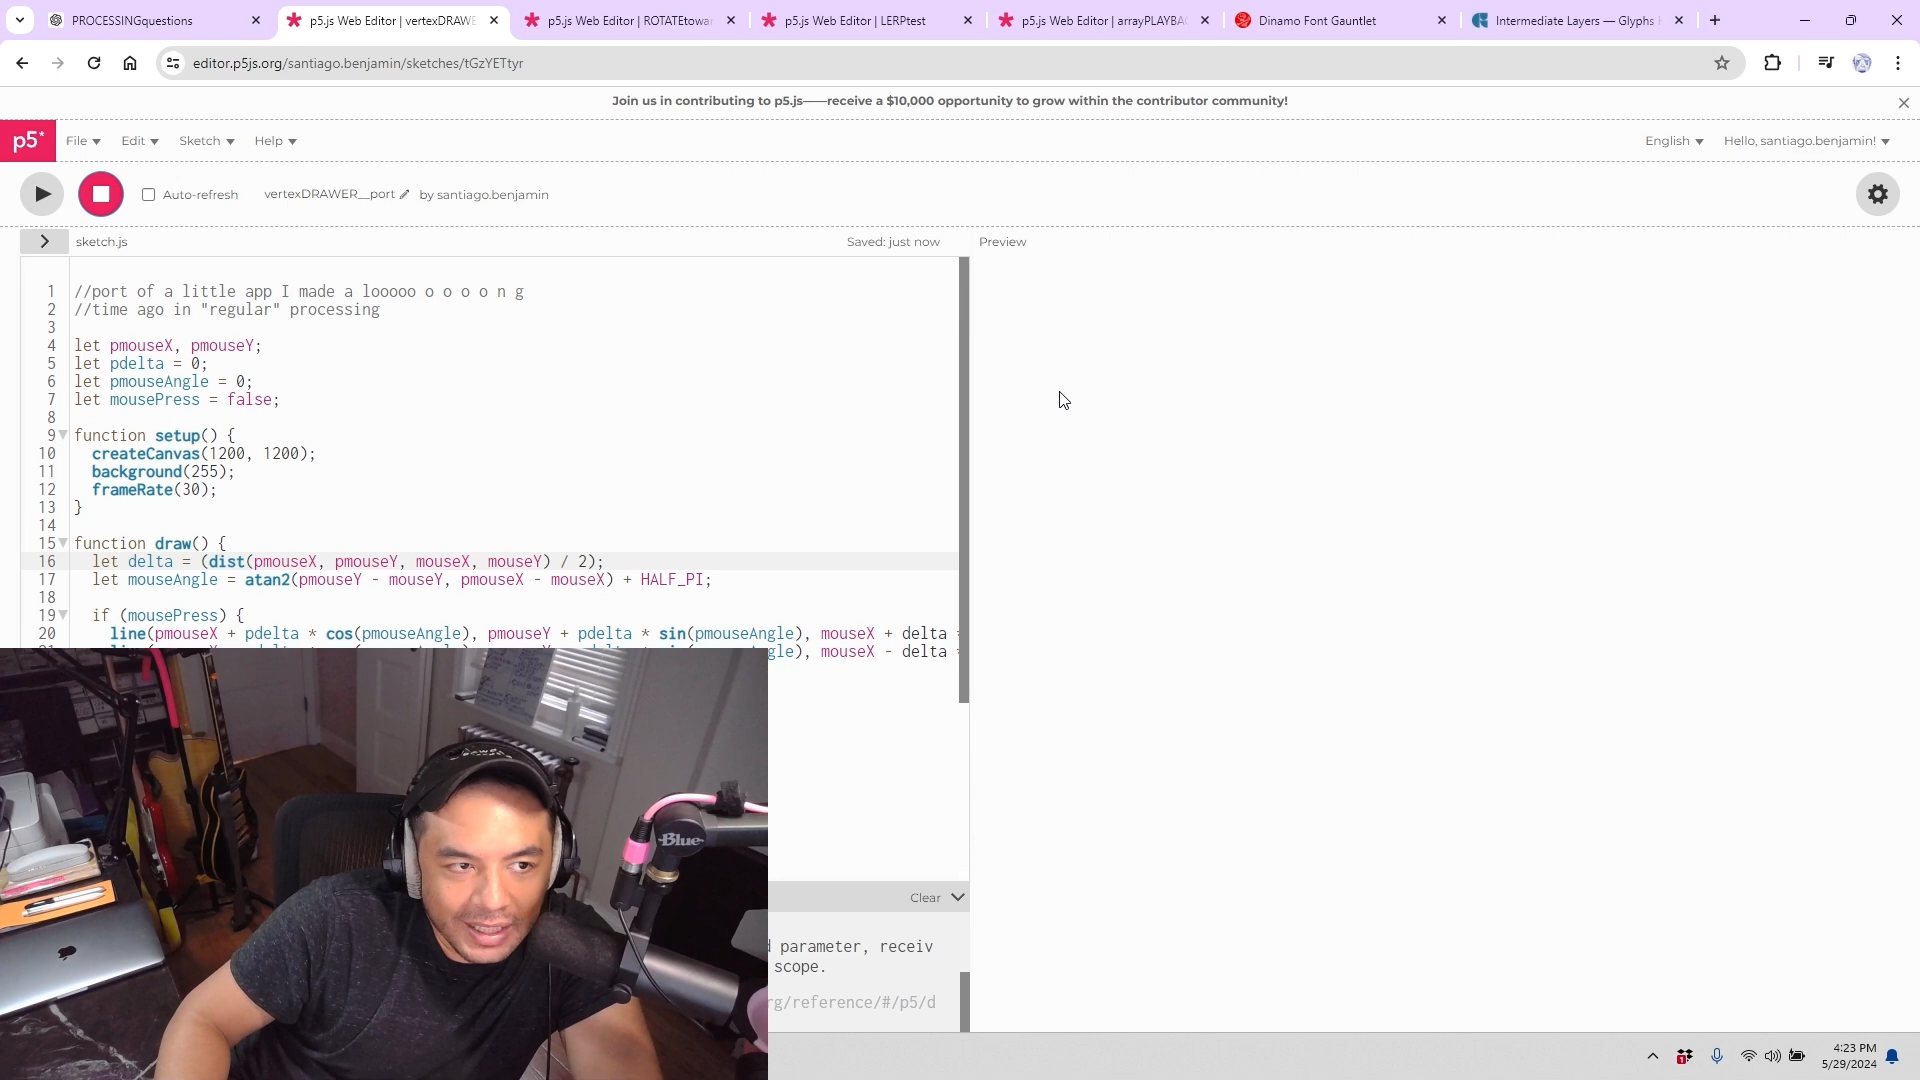 PROCESSINGquestions
p5.js Web Editor | vertexDRAWE
p5.js Web Editor | ROTATEtowar
p5.js Web Editor | LERPtest
p5.js Web Editor | arrayPLAYBA
Dinamo Font Gauntlet
Intermediate Layers — Glyphs
editor.p5js.org/santiago.benjamin/sketches/tGzYETtyr
Join us in contributing to p5.js——receive a $10,000 opportunity to grow within the contributor community!
p5*
File
Edit
Sketch
Help
English
Hello, santiago.benjamin!
Auto-refresh
vertexDRAWER__port
by santiago.benjamin
sketch.js
Saved: just now
Preview
1 //port of a little app I made a looooo o o o o n g
2 //time ago in "regular" processing
3
4 let pmouseX, pmouseY;
5 let pdelta = 0;
6 let pmouseAngle = 0;
7 let mousePress = false;
8
9 function setup() {
10 createCanvas(1200, 1200);
11 background(255);
12 frameRate(30);
13 }
14
15 function draw() {
16 let delta = (dist(pmouseX, pmouseY, mouseX, mouseY) / 2);
17 let mouseAngle = atan2(pmouseY - mouseY, pmouseX - mouseX) + HALF_PI;
18
19 if (mousePress) {
20 line(pmouseX + pdelta * cos(pmouseAngle), pmouseY + pdelta * sin(pmouseAngle), mouseX + delta *
gle), mouseX - delta *
Clear
parameter, receiv
scope.
rg/reference/#/p5/d
Blue
4:23 PM
5/29/2024